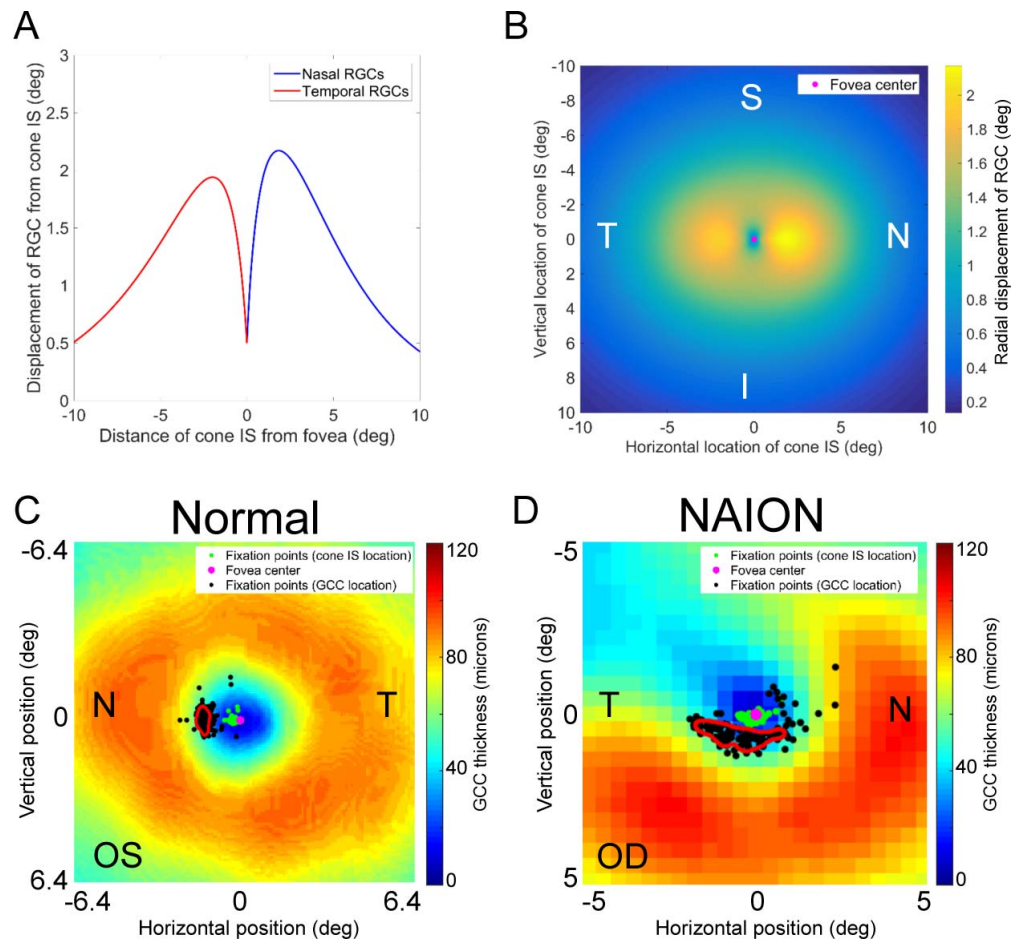 A
Displacement of RGC from cone IS (deg)
3
2.5
2
1.5
1
0.5
0
Nasal RGCs
Temporal RGCs
-10
-5
0
5
10
Distance of cone IS from fovea (deg)
B
Vertical location of cone IS (deg)
-10
-8
-6
-4
-2
0
2
4
6
8
10
Fovea center
S
T
N
I
-10
-5
0
5
10
Horizontal location of cone IS (deg)
2
1.8
1.6
1.4
1.2
1
0.8
0.6
0.4
0.2
Radial displacement of RGC (deg)
C
Normal
-6.4
0
6.4
Vertical position (deg)
Fixation points (cone IS location)
Fovea center
Fixation points (GCC location)
N
T
OS
-6.4
0
6.4
Horizontal position (deg)
120
80
40
0
GCC thickness (microns)
D
NAION
-5
0
5
Vertical position (deg)
Fixation points (cone IS location)
Fovea center
Fixation points (GCC location)
T
N
OD
-5
0
5
Horizontal position (deg)
120
80
40
0
GCC thickness (microns)